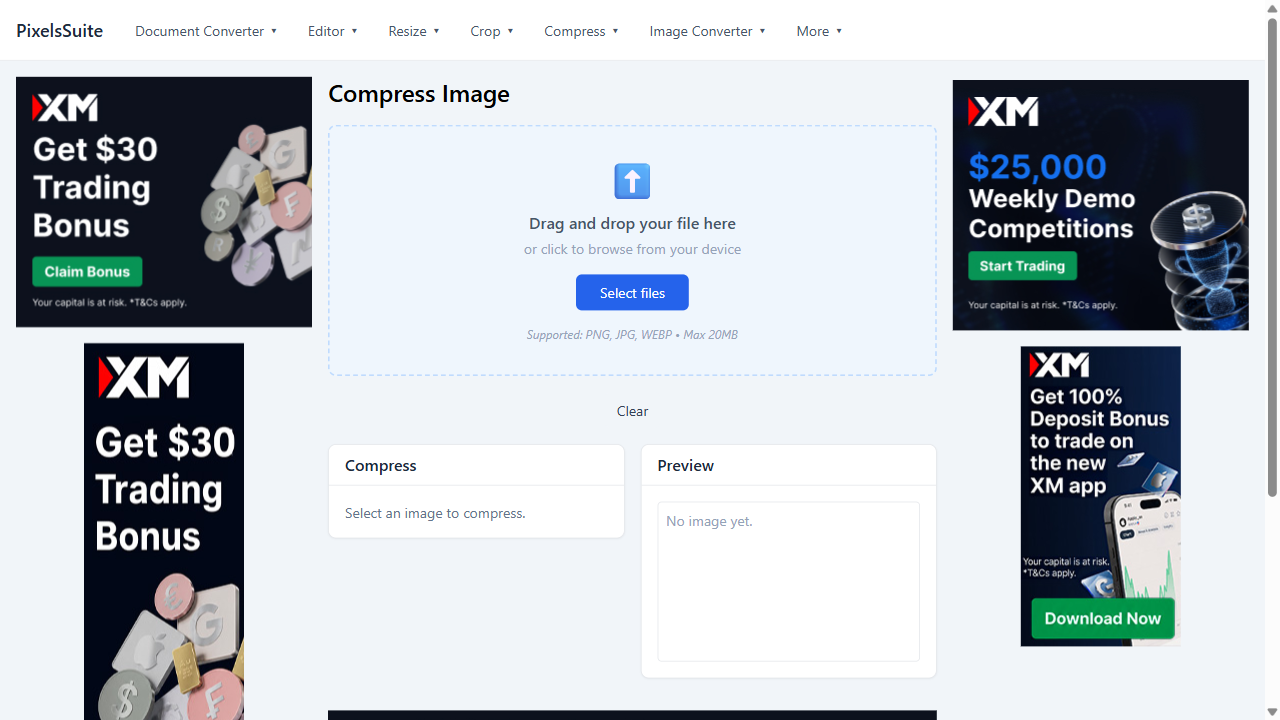 PixelsSuite
Document Converter ▼
Editor ▼
Resize ▼
Crop ▼
Compress ▼
Image Converter ▼
More ▼
XM
Get $30
Trading
Bonus
Claim Bonus
Your capital is at risk. *T&Cs apply.
XM
Get $30
Trading
Bonus
Compress Image
Drag and drop your file here
or click to browse from your device
Select files
Supported: PNG, JPG, WEBP • Max 20MB
Clear
Compress
Select an image to compress.
Preview
No image yet.
XM
$25,000
Weekly Demo
Competitions
Start Trading
Your capital is at risk. *T&Cs apply.
XM
Get 100%
Deposit Bonus
to trade on
the new
XM app
Your capital is at risk.
*T&Cs apply.
Download Now